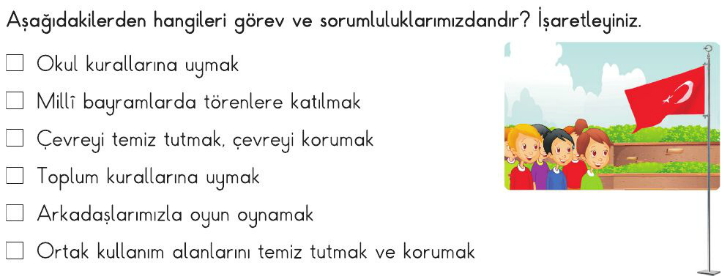 Aşağıdakilerden hangileri görev ve sorumluluklarımızdandır? İşaretleyiniz.
Okul kurallarına uymak
Millî bayramlarda törenlere katılmak
Çevreyi temiz tutmak, çevreyi korumak
Toplum kurallarına uymak
Arkadaşlarımızla oyun oynamak
Ortak kullanım alanlarını temiz tutmak ve korumak